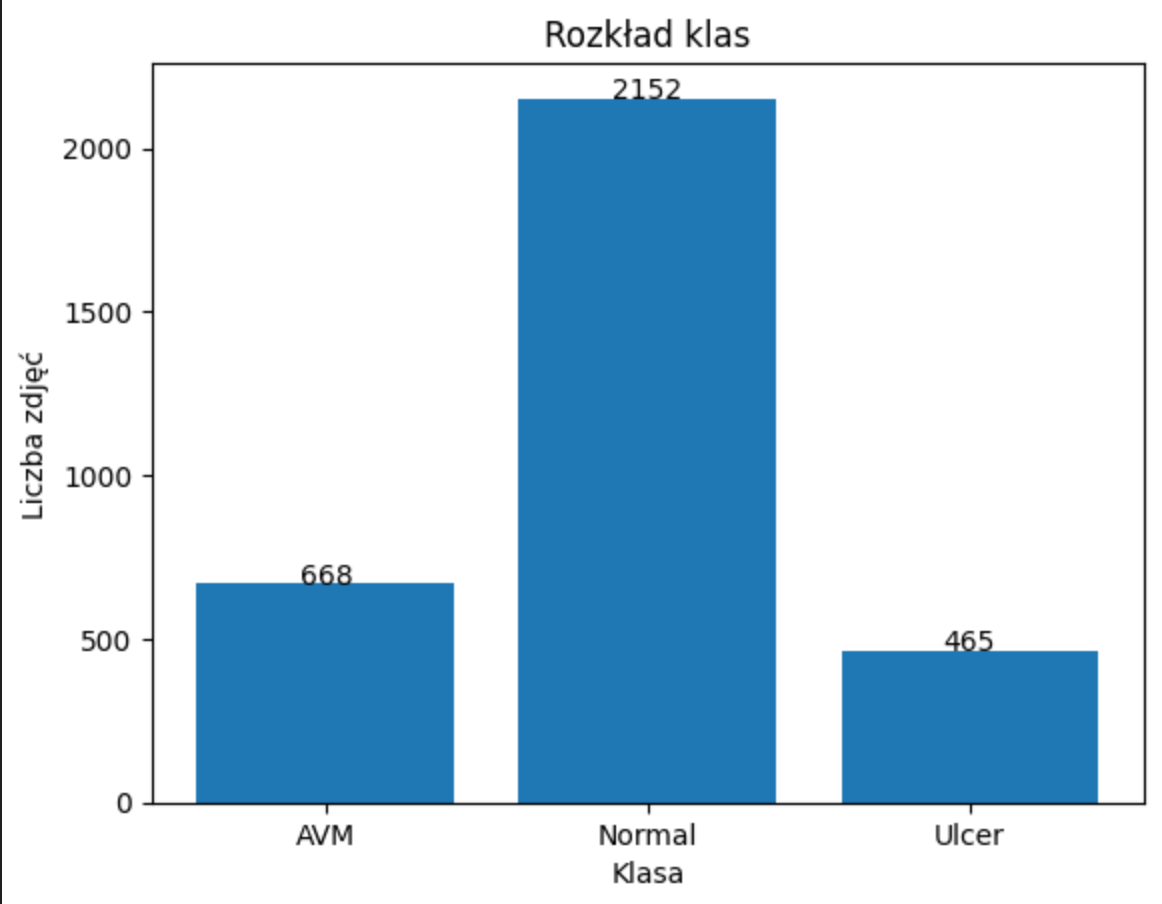 Rozkład klas
2152
2000
1500
1000
668
500
465
0
AVM
Normal
Ulcer
Klasa
Liczba zdjęć